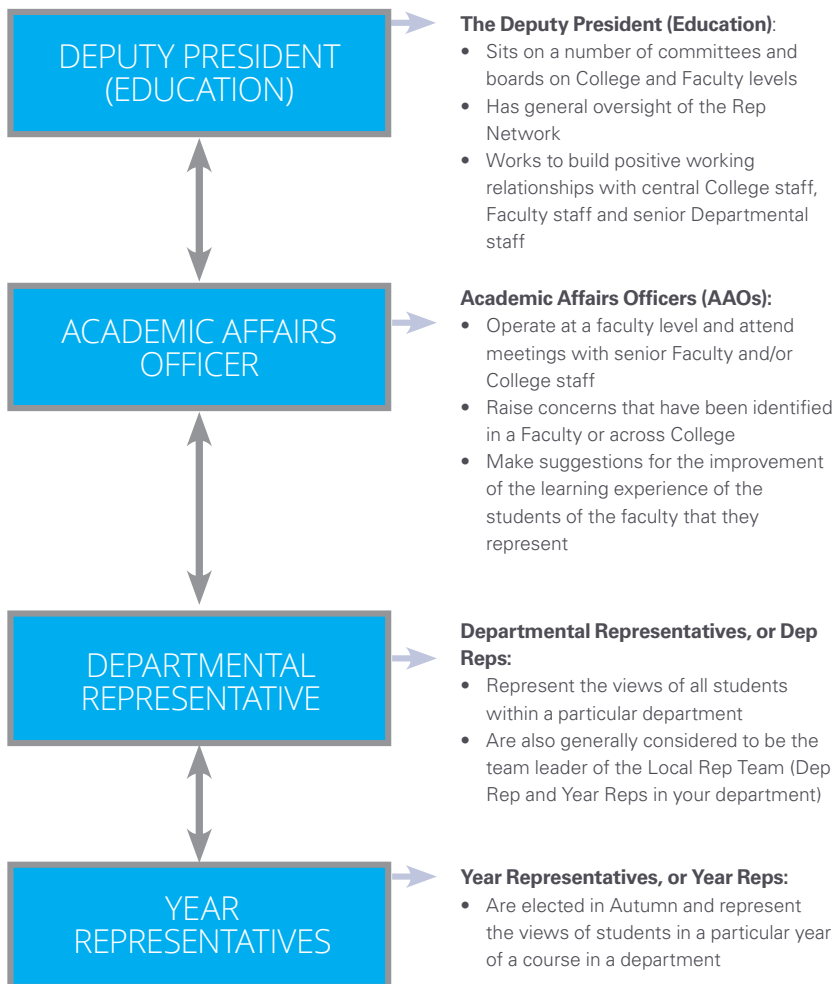 DEPUTY PRESIDENT
(EDUCATION)
The Deputy President (Education):
• Sits on a number of committees and
boards on College and Faculty levels
• Has general oversight of the Rep
Network
• Works to build positive working
relationships with central College staff,
Faculty staff and senior Departmental
staff
ACADEMIC AFFAIRS
OFFICER
Academic Affairs Officers (AAOs):
• Operate at a faculty level and attend
meetings with senior Faculty and/or
College staff
• Raise concerns that have been identified
in a Faculty or across College
• Make suggestions for the improvement
of the learning experience of the
students of the faculty that they
represent
DEPARTMENTAL
REPRESENTATIVE
Departmental Representatives, or Dep
Reps:
• Represent the views of all students
within a particular department
• Are also generally considered to be the
team leader of the Local Rep Team (Dep
Rep and Year Reps in your department)
YEAR
REPRESENTATIVES
Year Representatives, or Year Reps:
• Are elected in Autumn and represent
the views of students in a particular year
of a course in a department